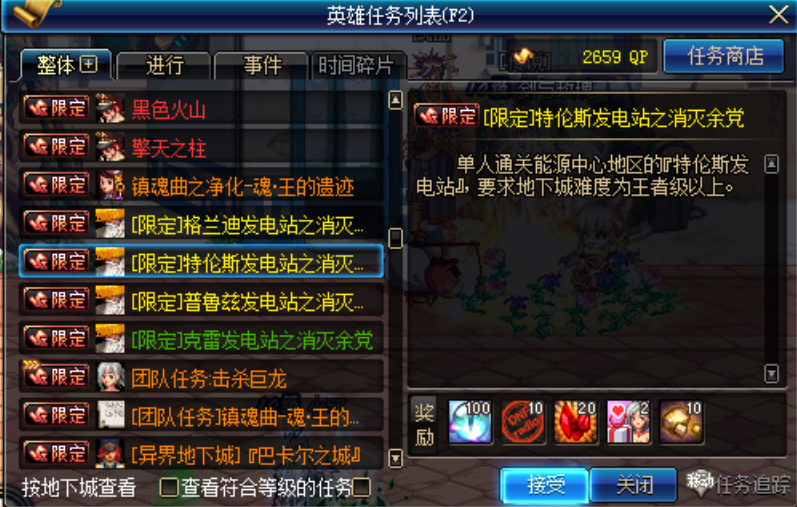 英雄任务列表(F2)
整体
进行
事件
时间碎片
2659 QP
任务商店
限定 黑色火山
限定 擎天之柱
限定 镇魂曲之净化-魂·王的遗迹
限定 [限定]格兰迪发电站之消灭...
限定 [限定]特伦斯发电站之消灭...
限定 [限定]普鲁兹发电站之消灭...
限定 [限定]克雷发电站之消灭余党
限定 团队任务:击杀巨龙
限定 [团队任务]镇魂曲-魂·王的...
限定 [异界地下城]『巴卡尔之城』
按地下城查看
查看符合等级的任务
限定 [限定]特伦斯发电站之消灭余党
单人通关能源中心地区的『特伦斯发
电站』, 要求地下城难度为王者级以上。
奖励
100
10
20
2
10
接受
关闭
移动
任务追踪